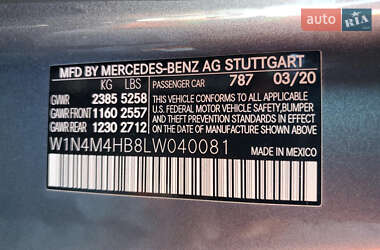 auto RIA.com
MFD BY MERCEDES-BENZ AG STUTTGART
KG LBS PASSENGER CAR 787 03/20
GVWR 2385 5258
GAWR FRONT 1160 2557
GAWR REAR 1230 2712
THIS VEHICLE CONFORMS TO ALL APPLICABLE
U.S. FEDERAL MOTOR VEHICLE SAFETY, BUMPER
AND THEFT PREVENTION STANDARDS IN EFFECT
ON THE DATE OF MANUFACTURE SHOWN ABOVE.
W1N4M4HB8LW040081
MADE IN MEXICO